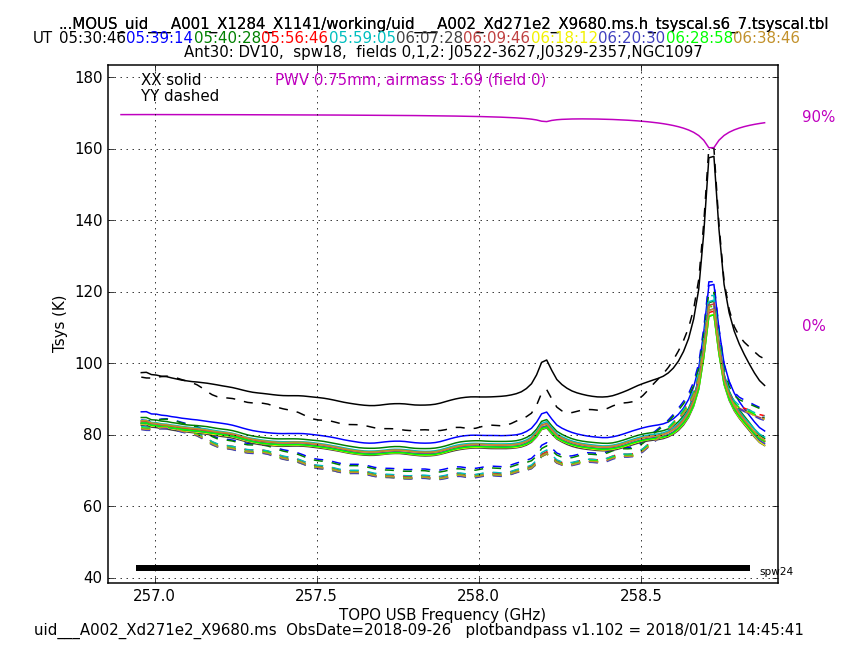 ...MOUS_uid___A001_X1284_X1141/working/uid___A002_Xd271e2_X9680.ms.h_tsyscal.s6_7.tsyscal.tbl
UT 05:30:46 05:39:14 05:40:28 05:56:46 05:59:05 06:07:28 06:09:46 06:18:12 06:20:30 06:28:58 06:38:46
Ant30: DV10, spw18, fields 0,1,2: J0522-3627,J0329-2357,NGC1097
XX solid
YY dashed
PWV 0.75mm, airmass 1.69 (field 0)
180
160
140
120
100
80
60
40
Tsys (K)
90%
0%
spw24
257.0 257.5 258.0 258.5
TOPO USB Frequency (GHz)
uid___A002_Xd271e2_X9680.ms ObsDate=2018-09-26 plotbandpass v1.102 = 2018/01/21 14:45:41